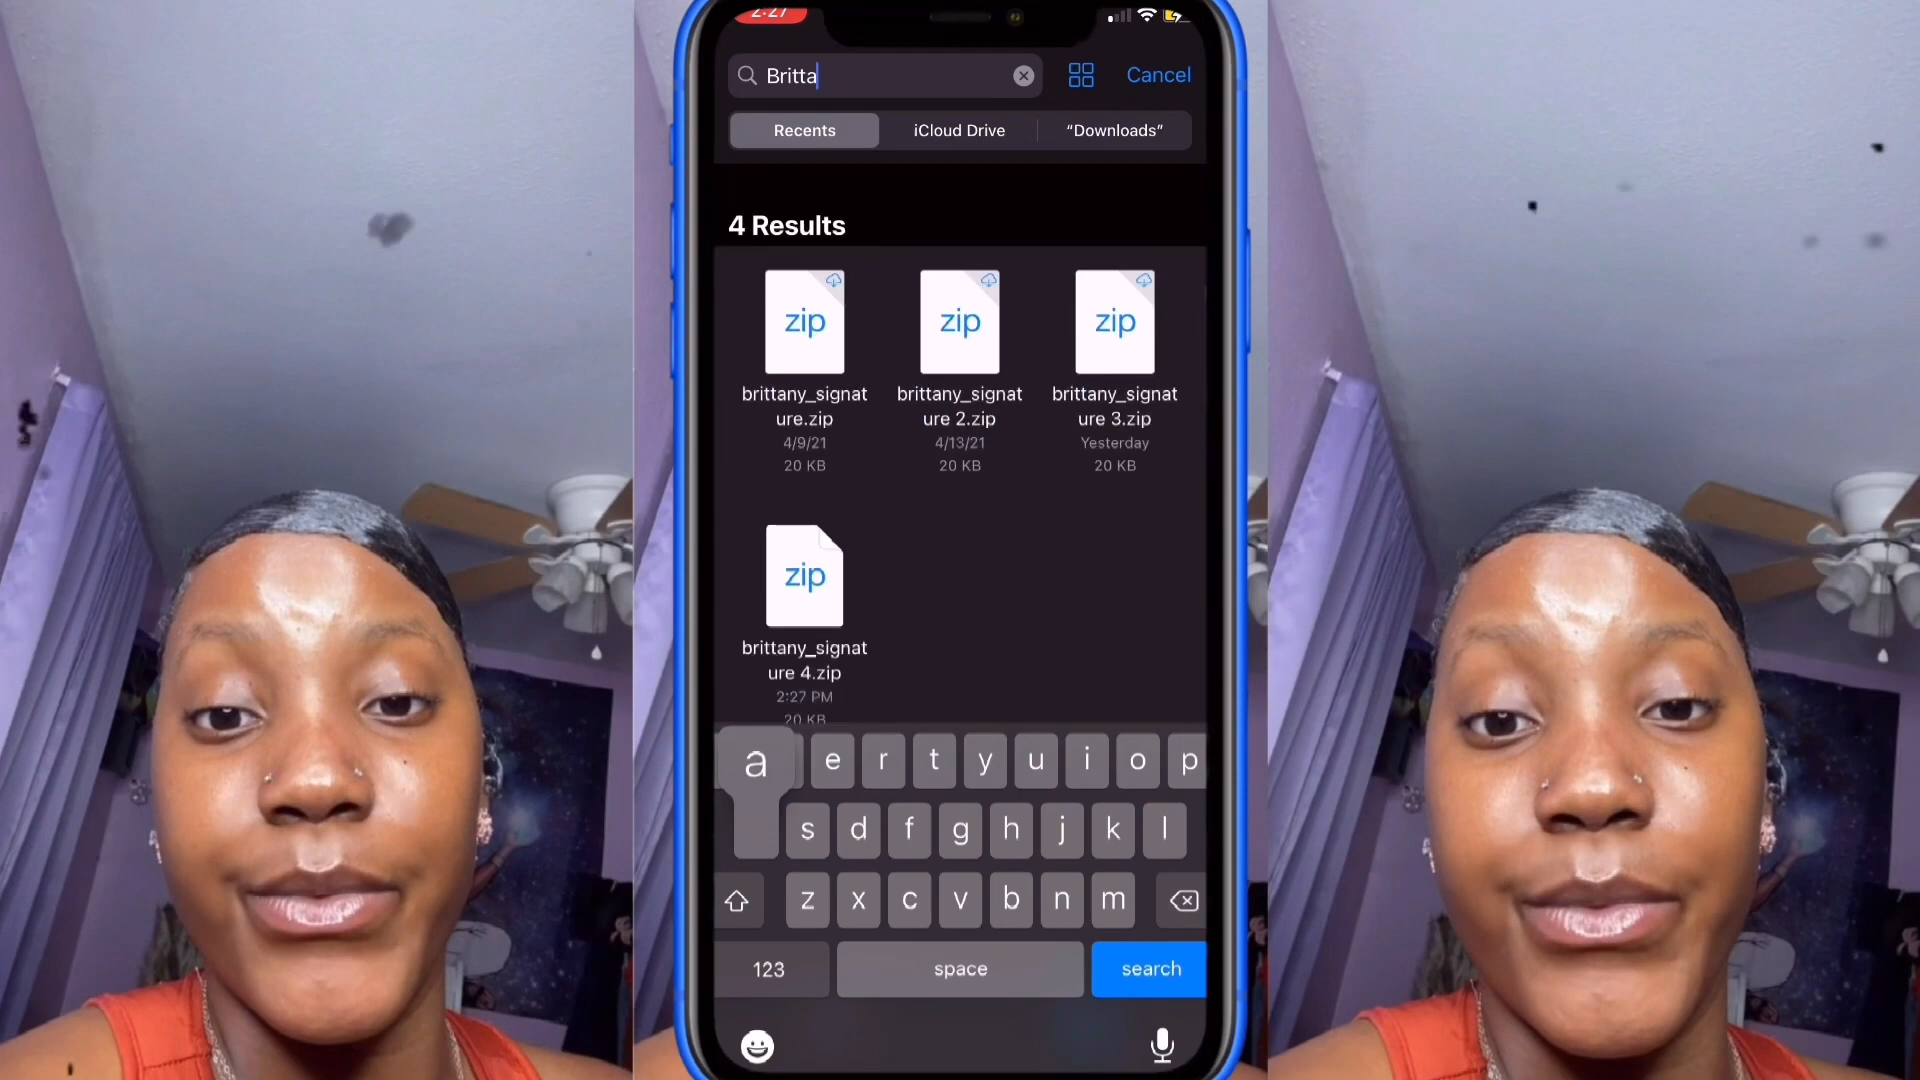 2:27
Britta
Cancel
Recents
iCloud Drive
“Downloads”
4 Results
zip
zip
zip
brittany_signat
ure.zip
4/9/21
20 KB
brittany_signat
ure 2.zip
4/13/21
20 KB
brittany_signat
ure 3.zip
Yesterday
20 KB
zip
brittany_signat
ure 4.zip
2:27 PM
20 KB
a e r t y u i o p
s d f g h j k l
z x c v b n m
123 space search